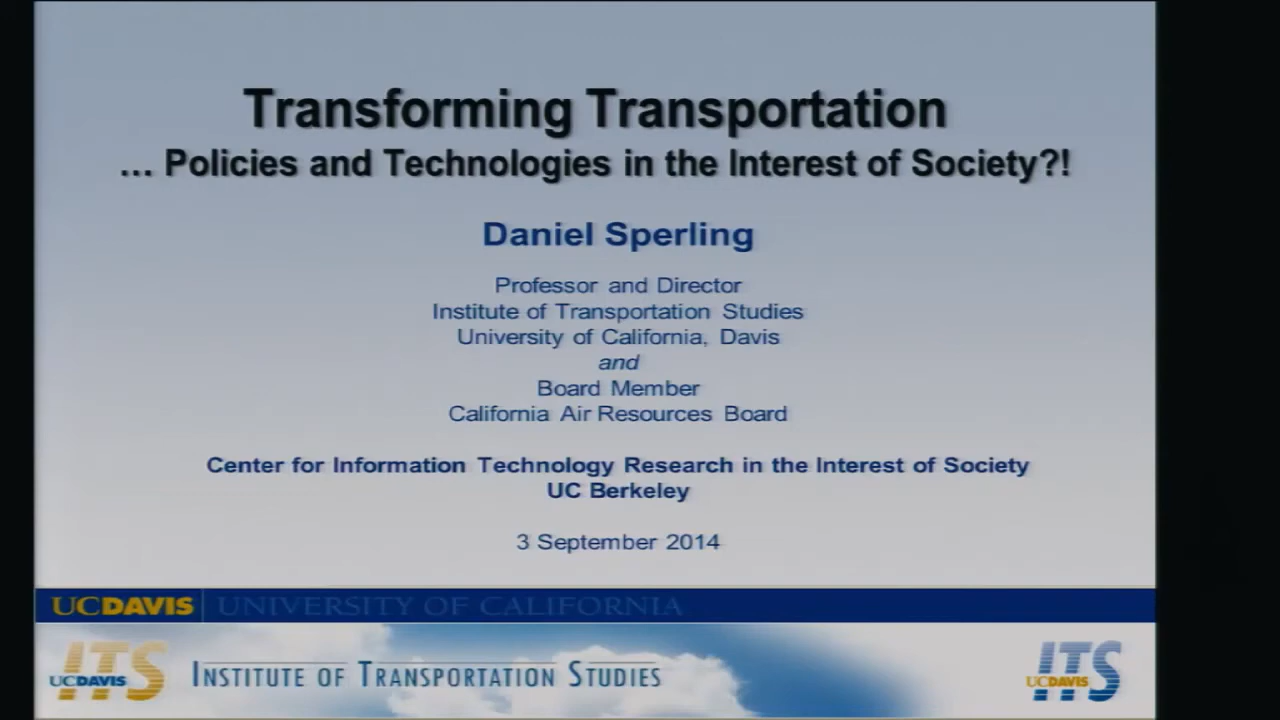 Transforming Transportation
... Policies and Technologies in the Interest of Society?!
Daniel Sperling
Professor and Director
Institute of Transportation Studies
University of California, Davis
and
Board Member
California Air Resources Board
Center for Information Technology Research in the Interest of Society
UC Berkeley
3 September 2014
UCDAVIS UNIVERSITY OF CALIFORNIA
ITS UCDAVIS INSTITUTE OF TRANSPORTATION STUDIES ITS UCDAVIS